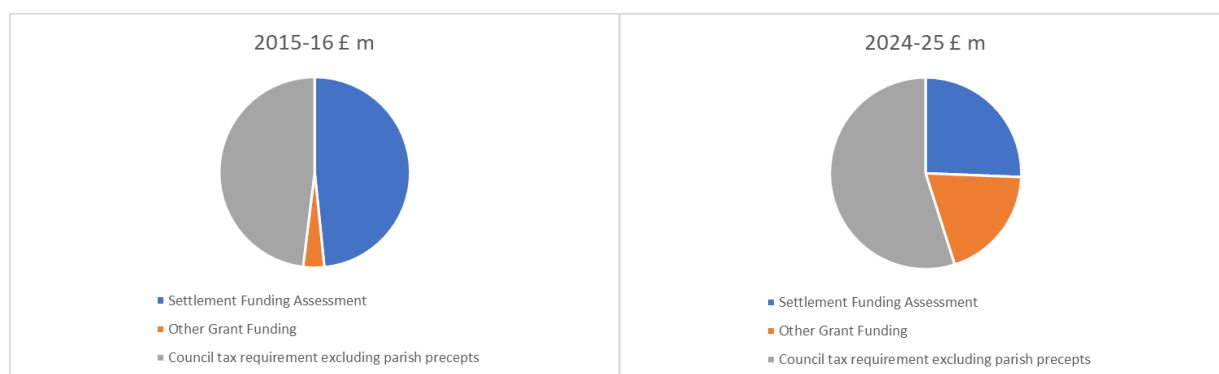 2015-16 £ m
Settlement Funding Assessment
Other Grant Funding
Council tax requirement excluding parish precepts
2024-25 £ m
Settlement Funding Assessment
Other Grant Funding
Council tax requirement excluding parish precepts